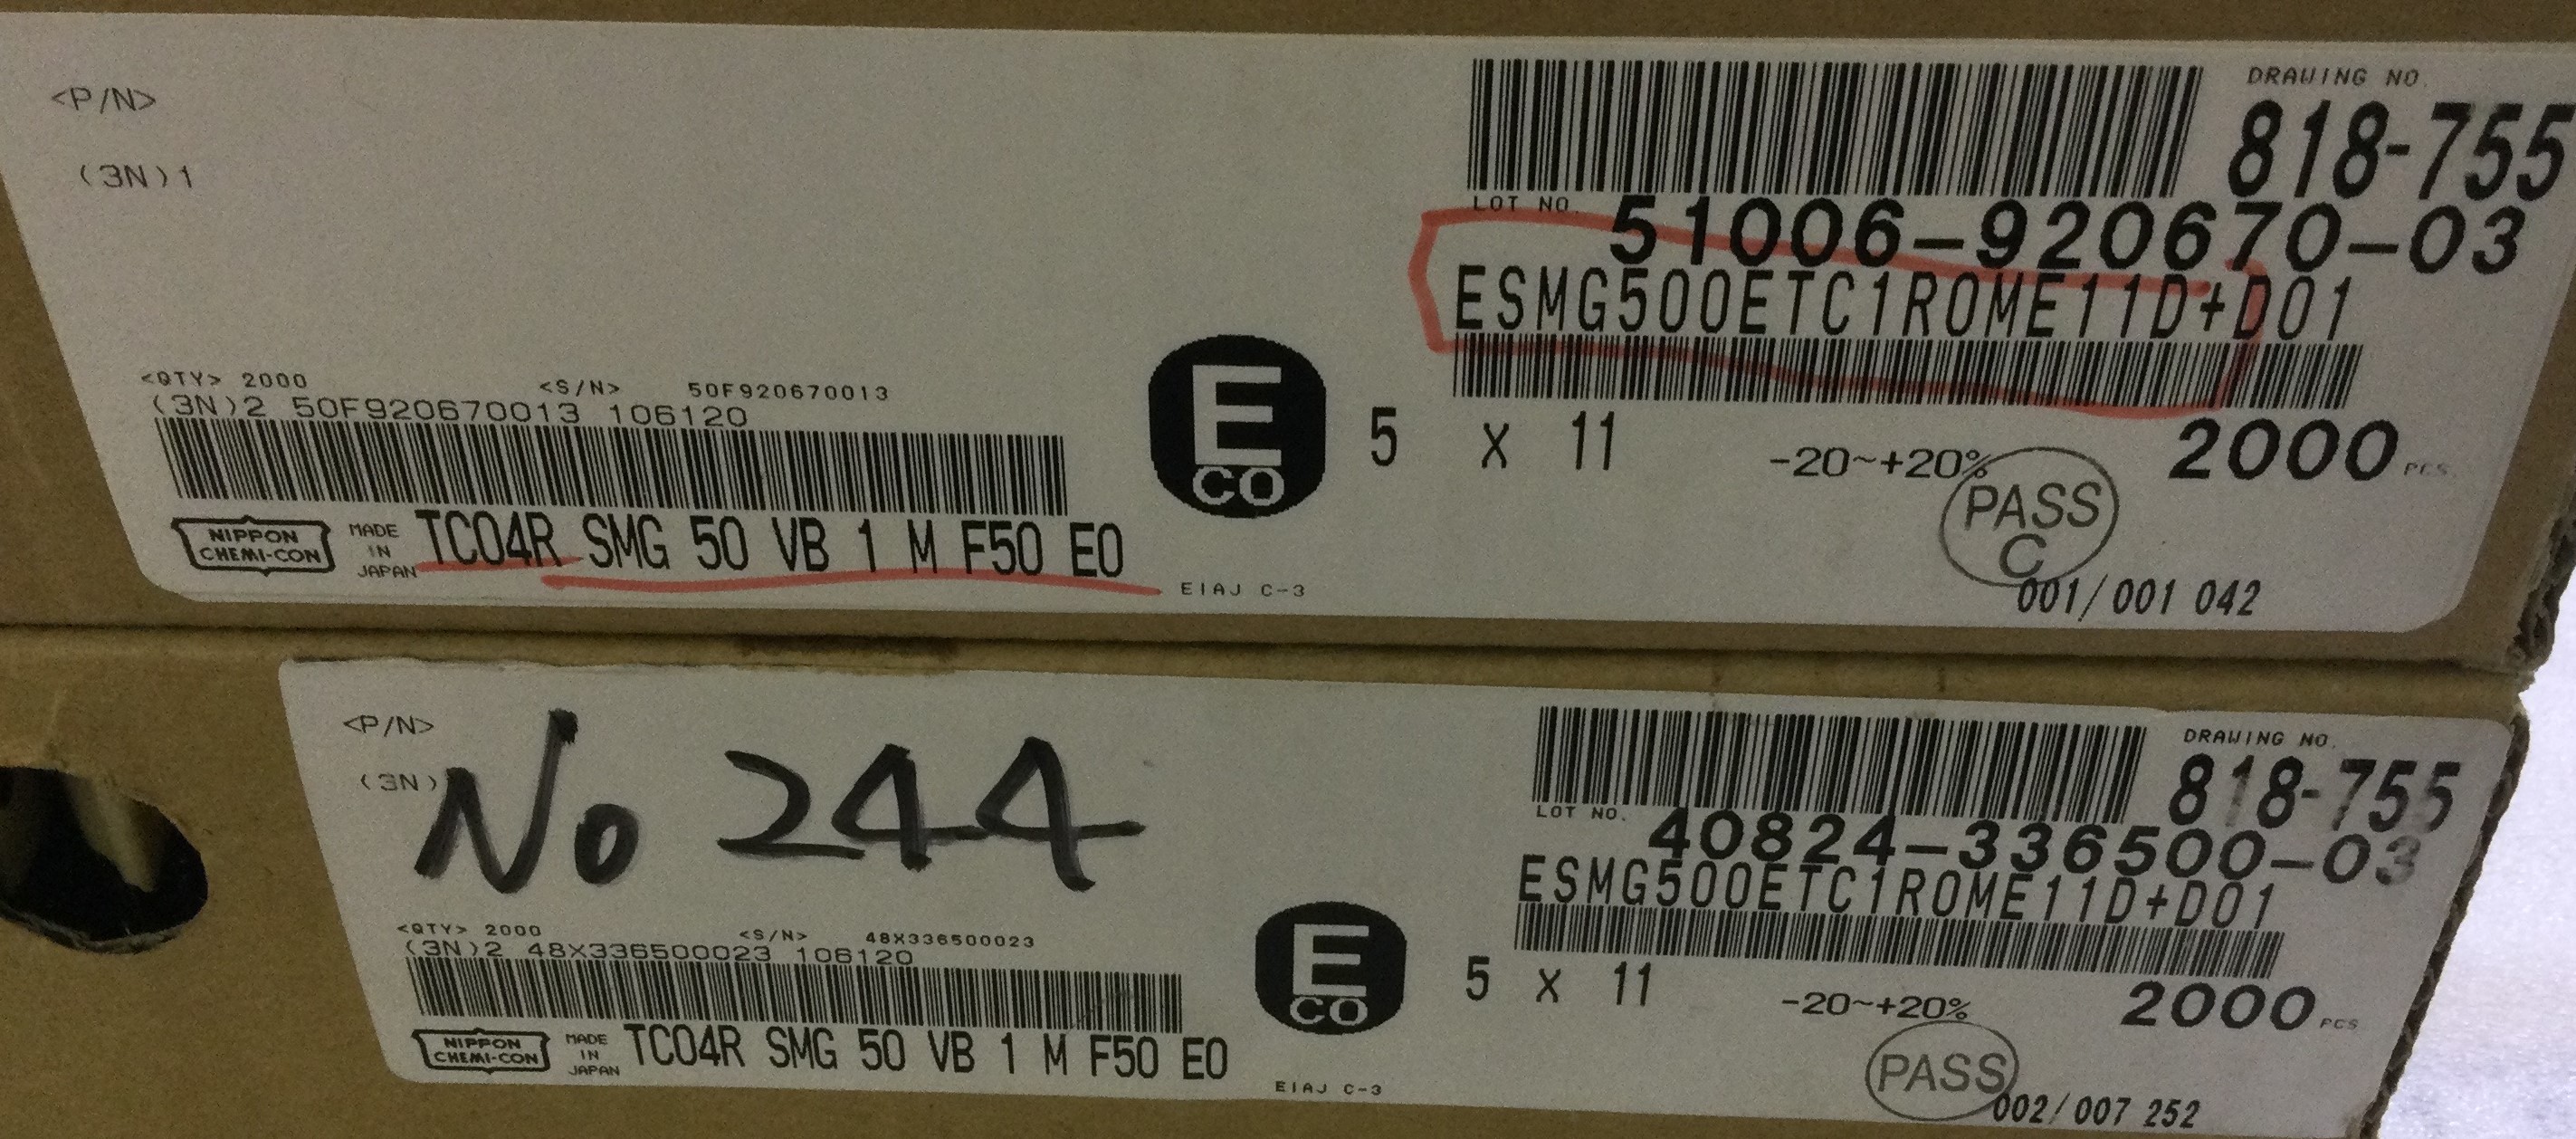 <P/N>
(3N)1
DRAWING NO.
818-755
LOT NO.
51006-920670-03
ESMG500ETC1R0ME11D+D01
<QTY> 2000 <S/N> 50F920670013
(3N)2 50F920670013 106120
E
CO
5 x 11
-20~+20%
2000 PCS
PASS
C
NIPPON
CHEMI-CON
MADE
IN
JAPAN
TC04R SMG 50 VB 1 M F50 E0
EIAJ C-3
001/001 042
<P/N>
(3N)
No 244
DRAWING NO.
818-755
LOT NO.
40824-336500-03
ESMG500ETC1R0ME11D+D01
<QTY> 2000 <S/N> 48X336500023
(3N)2 48X336500023 106120
E
CO
5 x 11
-20~+20%
2000 PCS
PASS
NIPPON
CHEMI-CON
MADE
IN
JAPAN
TC04R SMG 50 VB 1 M F50 E0
EIAJ C-3
002/007 252